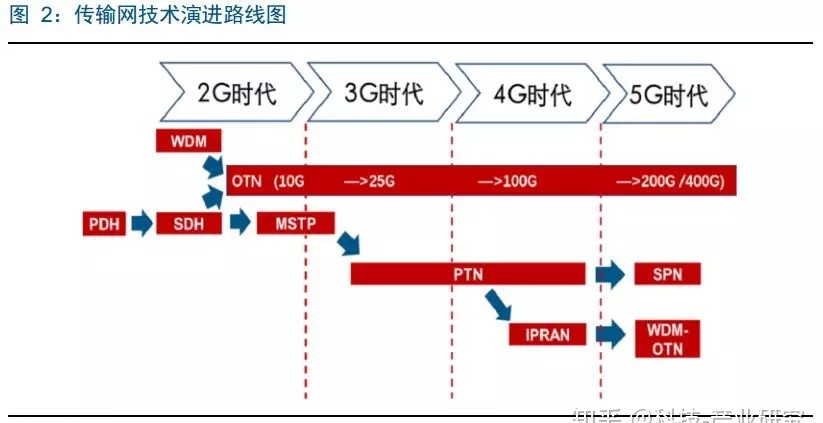 图 2：传输网技术演进路线图
2G时代 3G时代 4G时代 5G时代
WDM
OTN (10G —>25G —>100G —>200G /400G)
PDH SDH MSTP
PTN SPN
IPRAN WDM-
OTN
知乎 @科技-产业研究